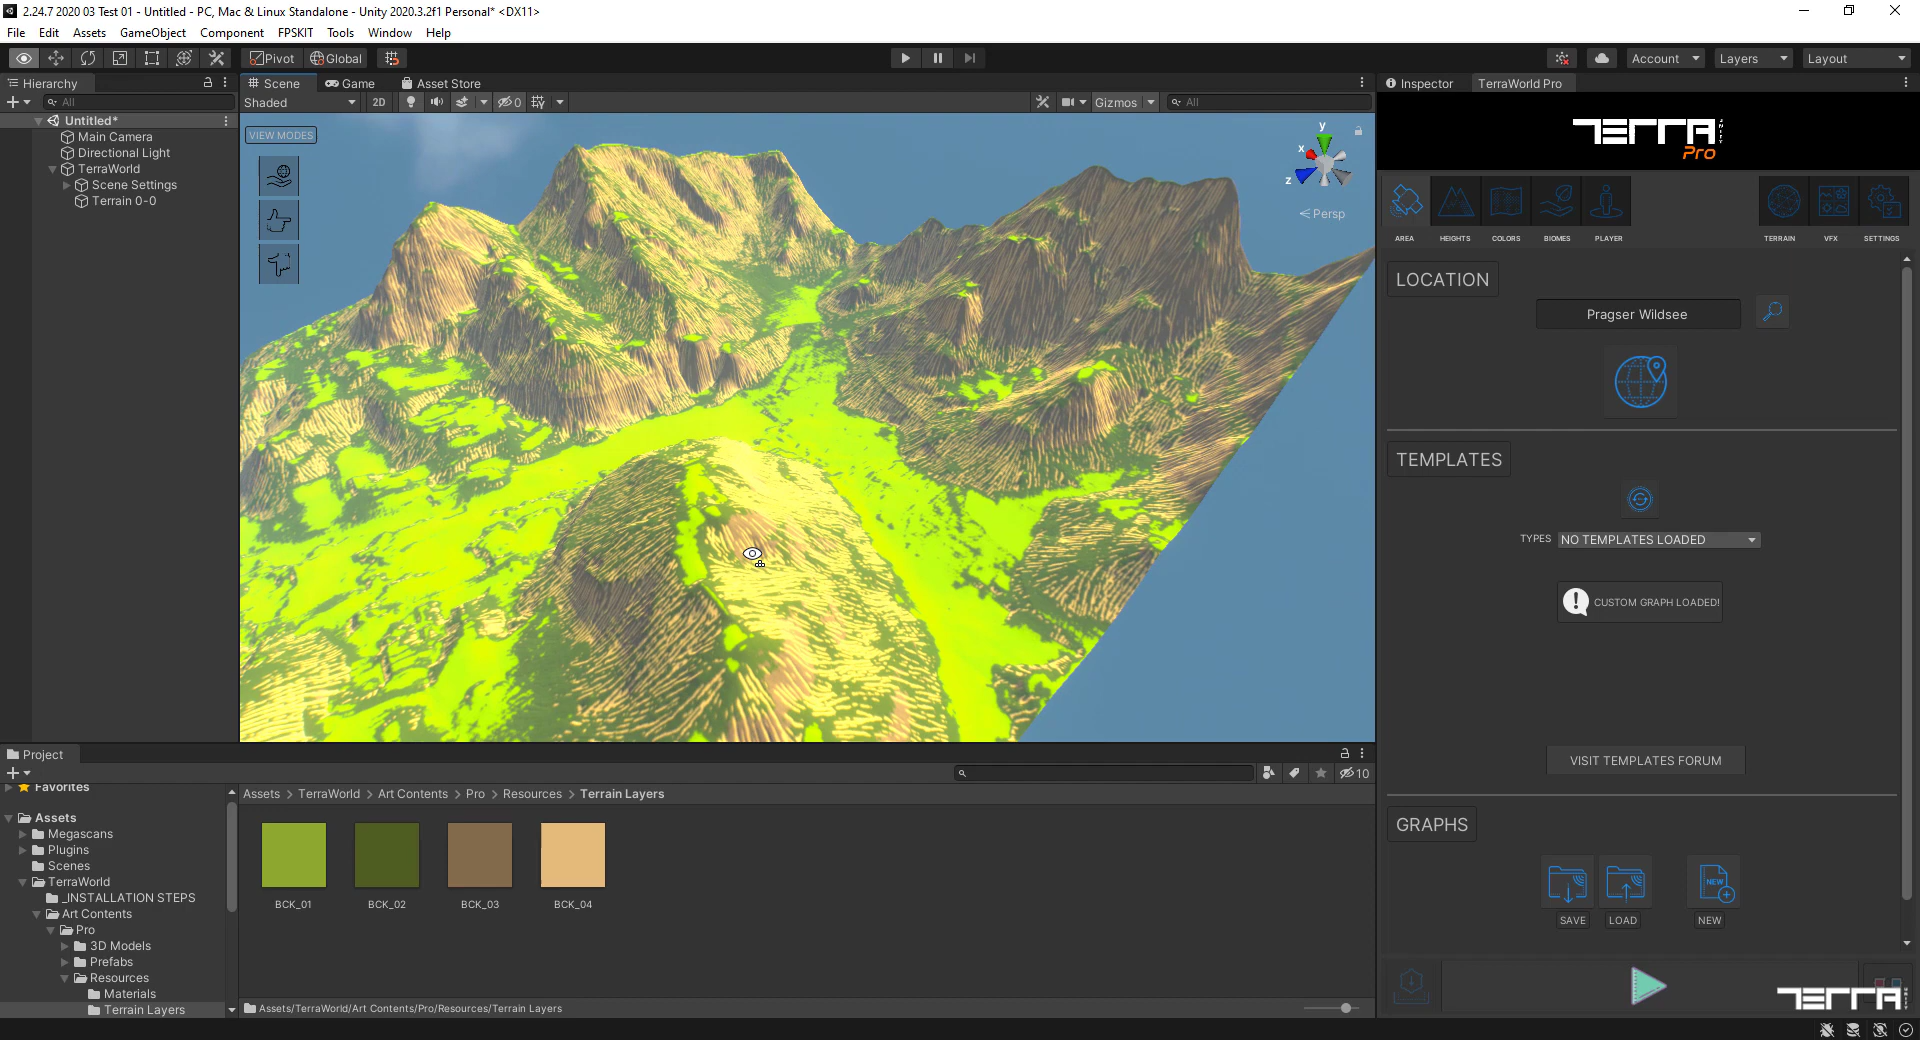 2.24.7 2020 03 Test 01 - Untitled - PC, Mac & Linux Standalone - Unity 2020.3.2f1 Personal* <DX11>
File Edit Assets GameObject Component FPSKIT Tools Window Help
Pivot Global Account Layers Layout
Hierarchy
All
Untitled*
Main Camera
Directional Light
TerraWorld
Scene Settings
Terrain 0-0
Scene Game Asset Store
Shaded 2D 0 Gizmos All
VIEW MODES
y
x
z
Persp
Inspector TerraWorld Pro
TERRA UNITY
Pro
AREA HEIGHTS COLORS BIOMES PLAYER TERRAIN VFX SETTINGS
LOCATION
Pragser Wildsee
TEMPLATES
TYPES NO TEMPLATES LOADED
CUSTOM GRAPH LOADED!
VISIT TEMPLATES FORUM
GRAPHS
NEW
SAVE LOAD NEW
TERRA
Project
10
Favorites
Assets
Megascans
Plugins
Scenes
TerraWorld
_INSTALLATION STEPS
Art Contents
Pro
3D Models
Prefabs
Resources
Materials
Terrain Layers
Assets > TerraWorld > Art Contents > Pro > Resources > Terrain Layers
BCK_01 BCK_02 BCK_03 BCK_04
Assets/TerraWorld/Art Contents/Pro/Resources/Terrain Layers